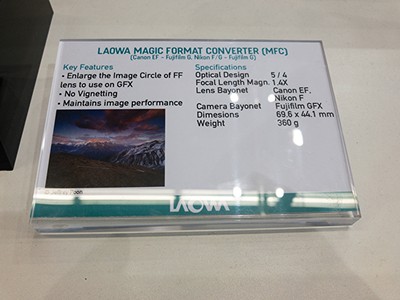 LAOWA MAGIC FORMAT CONVERTER (MFC)
(Canon EF - Fujifilm G, Nikon F/G - Fujifilm G)
Key Features
• Enlarge the Image Circle of FF
lens to use on GFX
• No Vignetting
• Maintains image performance
Specifications
Optical Design 5 / 4
Focal Length Magn. 1.4X
Lens Bayonet Canon EF,
Nikon F
Camera Bayonet Fujifilm GFX
Dimesions 69.6 x 44.1 mm
Weight 360 g
LAOWA